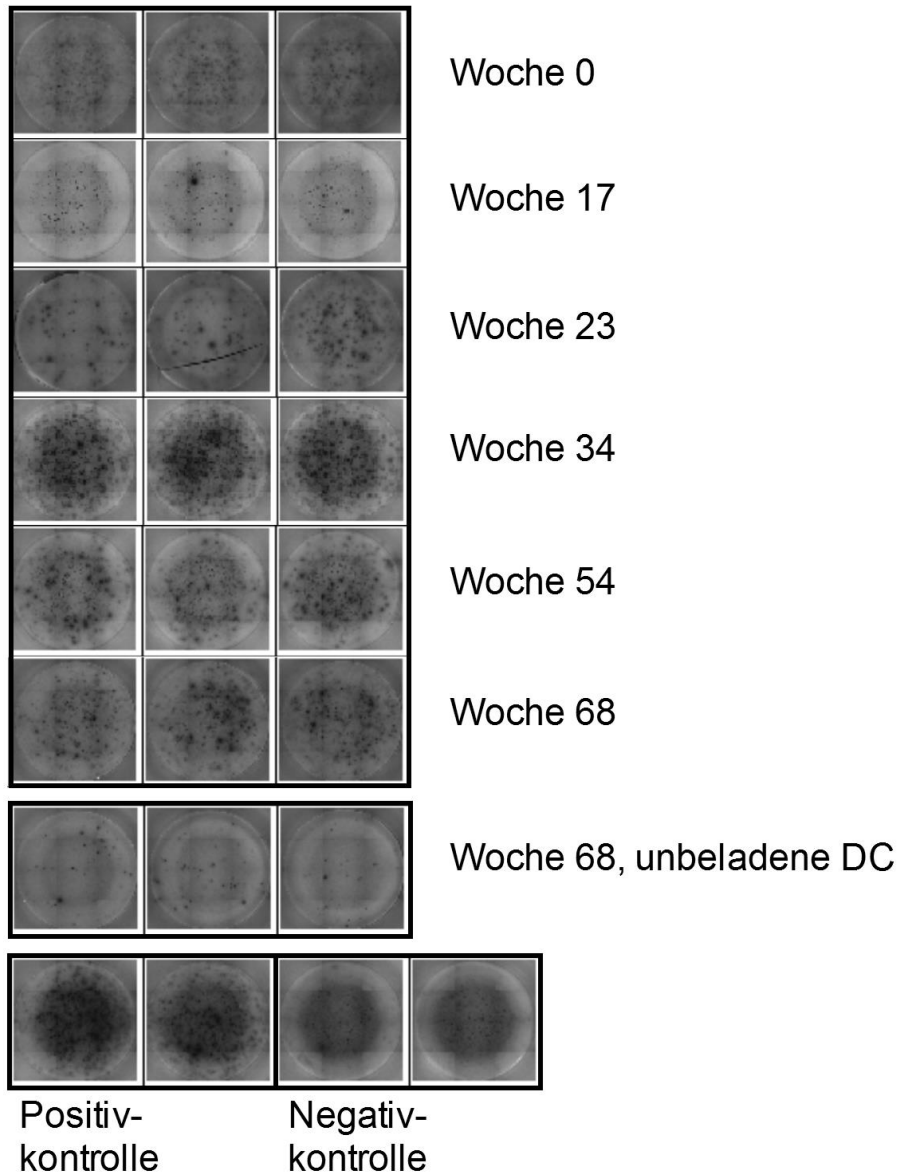 Woche 0
Woche 17
Woche 23
Woche 34
Woche 54
Woche 68
Woche 68, unbeladene DC
Positiv-
kontrolle
Negativ-
kontrolle